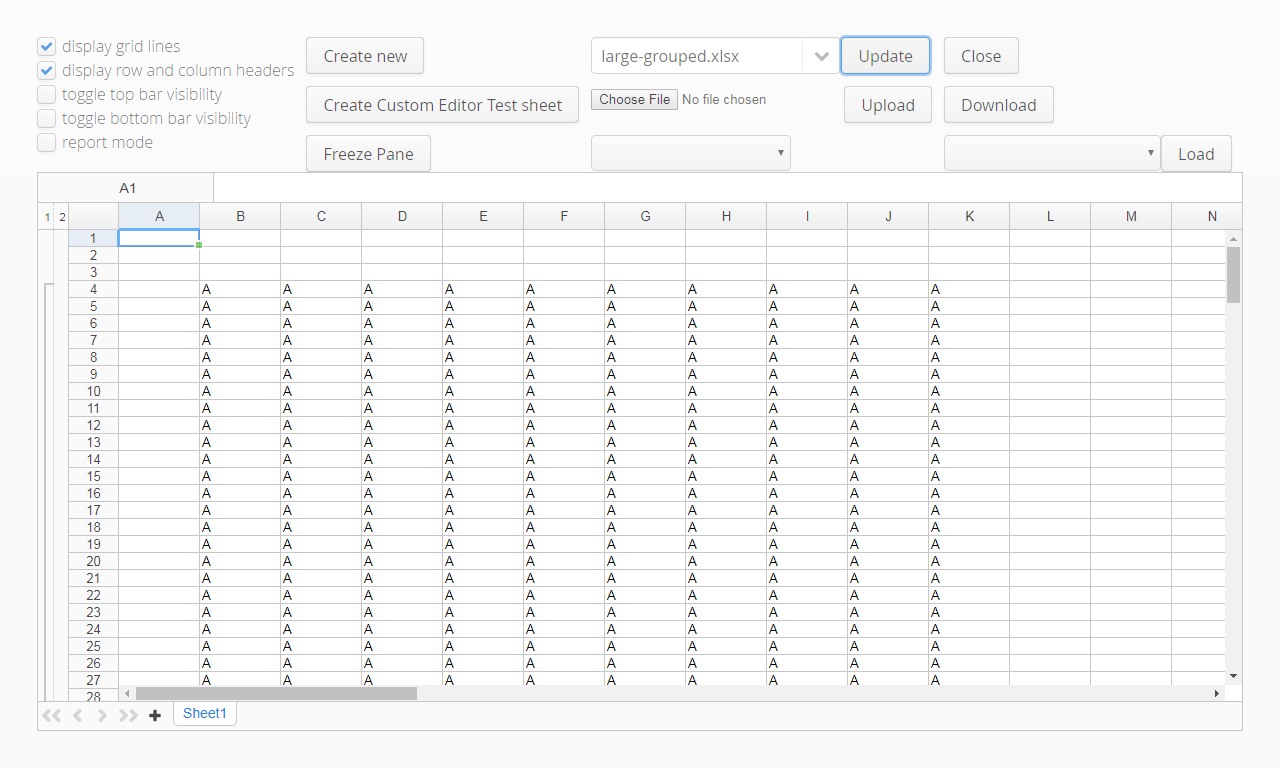 display grid lines
display row and column headers
toggle top bar visibility
toggle bottom bar visibility
report mode
Create new
large-grouped.xlsx
Update
Close
Create Custom Editor Test sheet
Choose File No file chosen
Upload
Download
Freeze Pane
Load
A1
1 2 A B C D E F G H I J K L M N
1
2
3
4 A A A A A A A A A A
5 A A A A A A A A A A
6 A A A A A A A A A A
7 A A A A A A A A A A
8 A A A A A A A A A A
9 A A A A A A A A A A
10 A A A A A A A A A A
11 A A A A A A A A A A
12 A A A A A A A A A A
13 A A A A A A A A A A
14 A A A A A A A A A A
15 A A A A A A A A A A
16 A A A A A A A A A A
17 A A A A A A A A A A
18 A A A A A A A A A A
19 A A A A A A A A A A
20 A A A A A A A A A A
21 A A A A A A A A A A
22 A A A A A A A A A A
23 A A A A A A A A A A
24 A A A A A A A A A A
25 A A A A A A A A A A
26 A A A A A A A A A A
27 A A A A A A A A A A
28
Sheet1